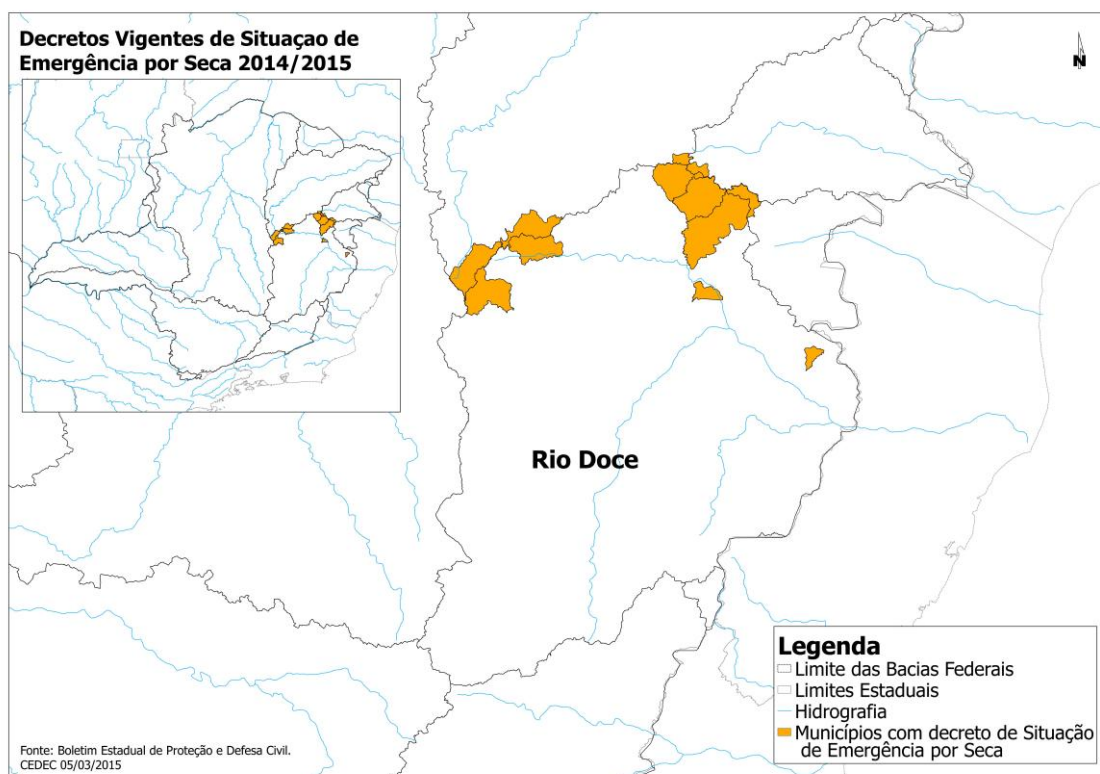 Decretos Vigentes de Situaçao de
Emergência por Seca 2014/2015
N
Rio Doce
Legenda
Limite das Bacias Federais
Limites Estaduais
Hidrografia
Municípios com decreto de Situação
de Emergência por Seca
Fonte: Boletim Estadual de Proteção e Defesa Civil.
CEDEC 05/03/2015